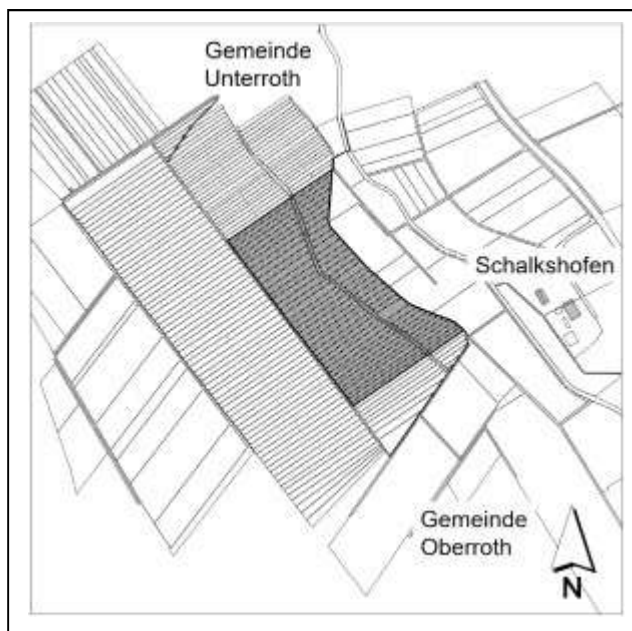 Gemeinde
Unterroth
Schalkshofen
Gemeinde
Oberroth
N